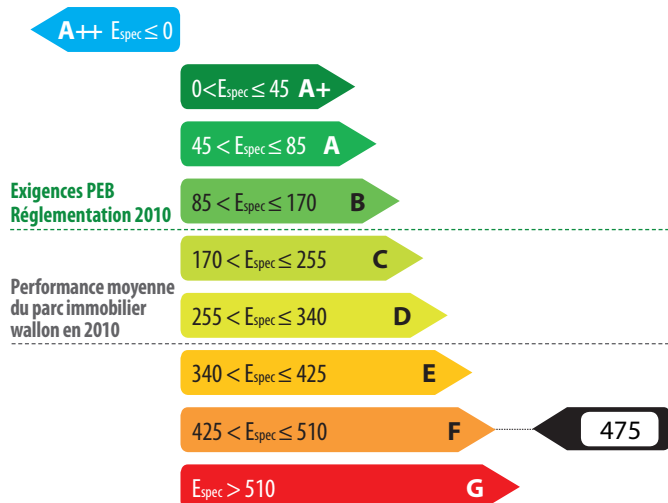 A++ Espec ≤ 0
0<Espec ≤ 45 A+
45 < Espec ≤ 85 A
Exigences PEB
Réglementation 2010
85 < Espec ≤ 170 B
170 < Espec ≤ 255 C
Performance moyenne
du parc immobilier
wallon en 2010
255 < Espec ≤ 340 D
340 < Espec ≤ 425 E
425 < Espec ≤ 510 F
475
Espec > 510 G